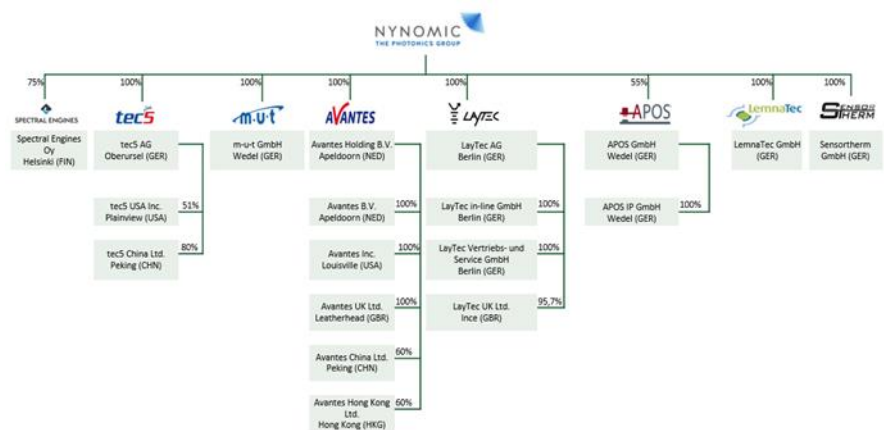 NYNOMIC
THE PHOTONICS GROUP
75%
100%
100%
100%
100%
55%
100%
100%
SPECTRAL ENGINES
tec5
m·u·t
AVANTES
LAYTEC
APOS
LemnaTec
SENSOR
THERM
Spectral Engines
Oy
Helsinki (FIN)
tec5 AG
Oberursel (GER)
m-u-t GmbH
Wedel (GER)
Avantes Holding B.V.
Apeldoorn (NED)
LayTec AG
Berlin (GER)
APOS GmbH
Wedel (GER)
LemnaTec GmbH
(GER)
Sensortherm
GmbH (GER)
tec5 USA Inc.
Plainview (USA)
51%
Avantes B.V.
Apeldoorn (NED)
100%
LayTec in-line GmbH
Berlin (GER)
100%
APOS IP GmbH
Wedel (GER)
100%
tec5 China Ltd.
Peking (CHN)
80%
Avantes Inc.
Louisville (USA)
100%
LayTec Vertriebs- und
Service GmbH
Berlin (GER)
100%
Avantes UK Ltd.
Leatherhead (GBR)
100%
LayTec UK Ltd.
Ince (GBR)
95,7%
Avantes China Ltd.
Peking (CHN)
60%
Avantes Hong Kong
Ltd.
Hong Kong (HKG)
60%